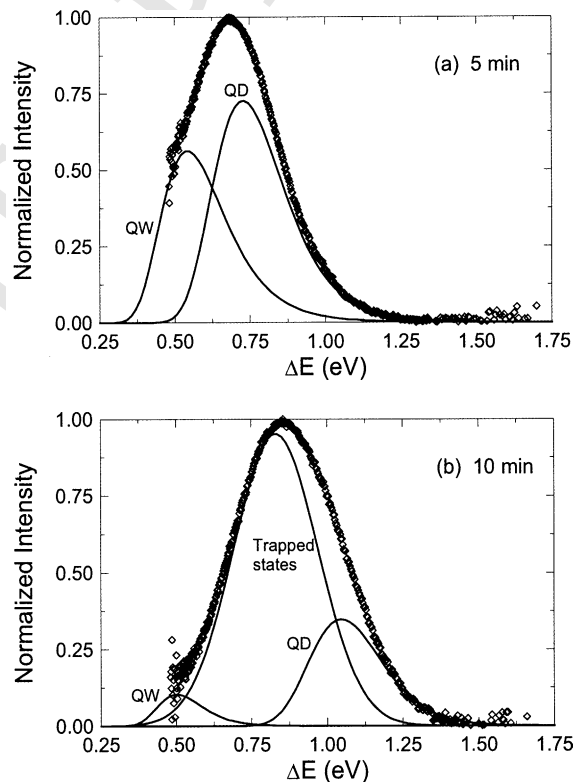 (a) 5 min
QD
QW
Normalized Intensity
1.00
0.75
0.50
0.25
0.00
0.25 0.50 0.75 1.00 1.25 1.50 1.75
ΔE (eV)
(b) 10 min
Trapped
states
QD
QW
Normalized Intensity
1.00
0.75
0.50
0.25
0.00
0.25 0.50 0.75 1.00 1.25 1.50 1.75
ΔE (eV)